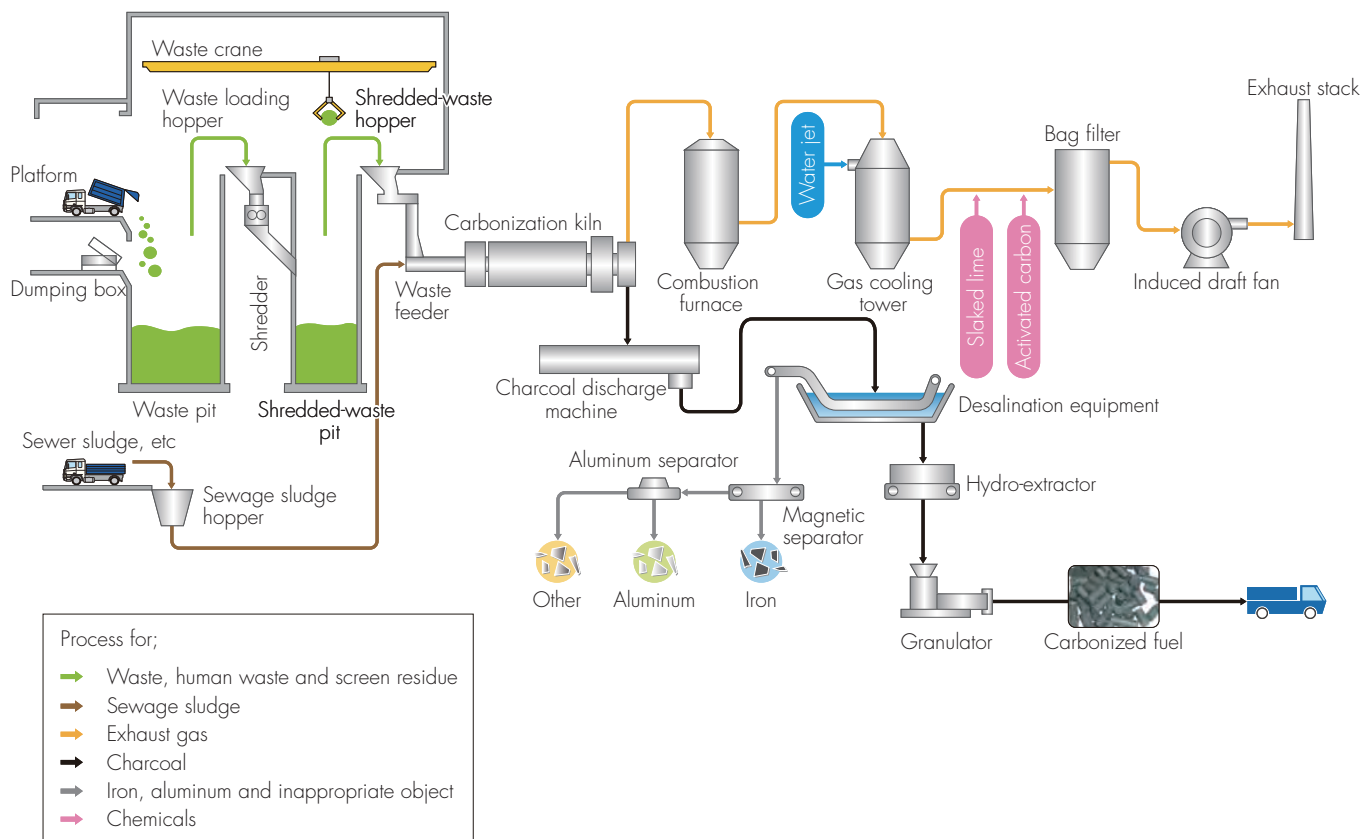 Waste crane
Exhaust stack
Waste loading
hopper
Shredded-waste
hopper
Bag filter
Water jet
Platform
Carbonization kiln
Dumping box
Shredder
Waste
feeder
Combustion
furnace
Gas cooling
tower
Slaked lime
Activated carbon
Induced draft fan
Charcoal discharge
machine
Desalination equipment
Waste pit
Shredded-waste
pit
Sewer sludge, etc
Sewage sludge
hopper
Aluminum separator
Magnetic
separator
Hydro-extractor
Other
Aluminum
Iron
Granulator
Carbonized fuel
Process for;
Waste, human waste and screen residue
Sewage sludge
Exhaust gas
Charcoal
Iron, aluminum and inappropriate object
Chemicals